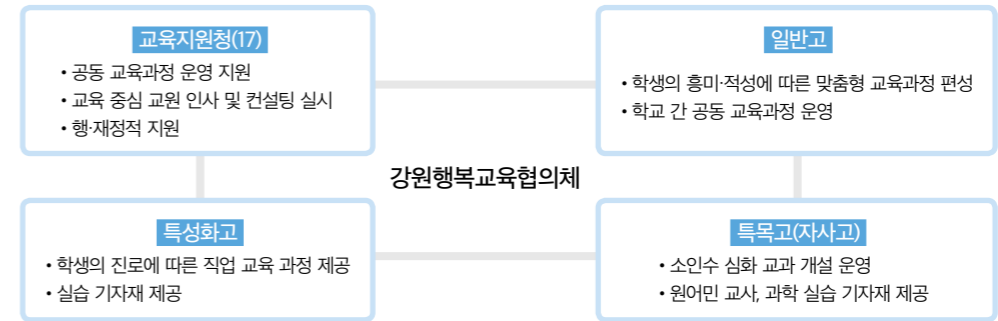 교육지원청(17)
• 공동 교육과정 운영 지원
• 교육 중심 교원 인사 및 컨설팅 실시
• 행·재정적 지원
일반고
• 학생의 흥미·적성에 따른 맞춤형 교육과정 편성
• 학교 간 공동 교육과정 운영
강원행복교육협의체
특성화고
• 학생의 진로에 따른 직업 교육 과정 제공
• 실습 기자재 제공
특목고(자사고)
• 소인수 심화 교과 개설 운영
• 원어민 교사, 과학 실습 기자재 제공